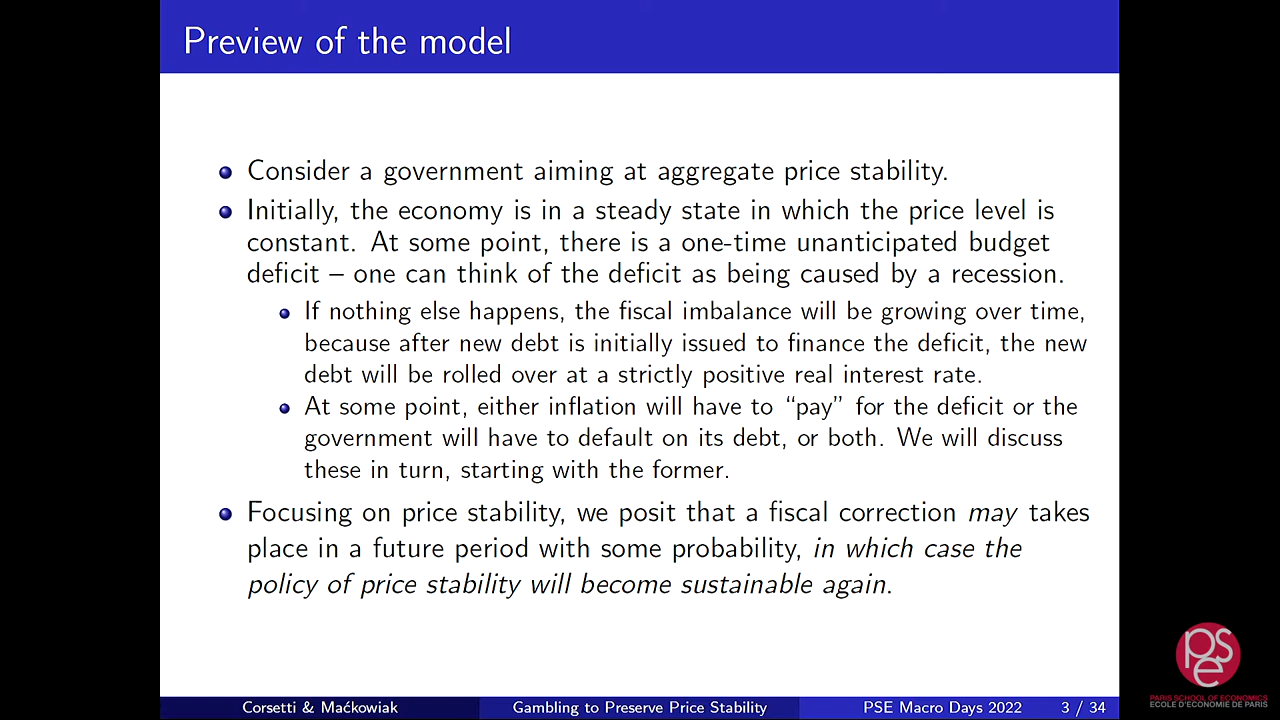 Preview of the model
Consider a government aiming at aggregate price stability.
Initially, the economy is in a steady state in which the price level is
constant. At some point, there is a one-time unanticipated budget
deficit – one can think of the deficit as being caused by a recession.
If nothing else happens, the fiscal imbalance will be growing over time,
because after new debt is initially issued to finance the deficit, the new
debt will be rolled over at a strictly positive real interest rate.
At some point, either inflation will have to “pay” for the deficit or the
government will have to default on its debt, or both. We will discuss
these in turn, starting with the former.
Focusing on price stability, we posit that a fiscal correction may takes
place in a future period with some probability, in which case the
policy of price stability will become sustainable again.
pse
PARIS SCHOOL OF ECONOMICS
ECOLE D'ECONOMIE DE PARIS
Corsetti & Maćkowiak
Gambling to Preserve Price Stability
PSE Macro Days 2022
3 / 34